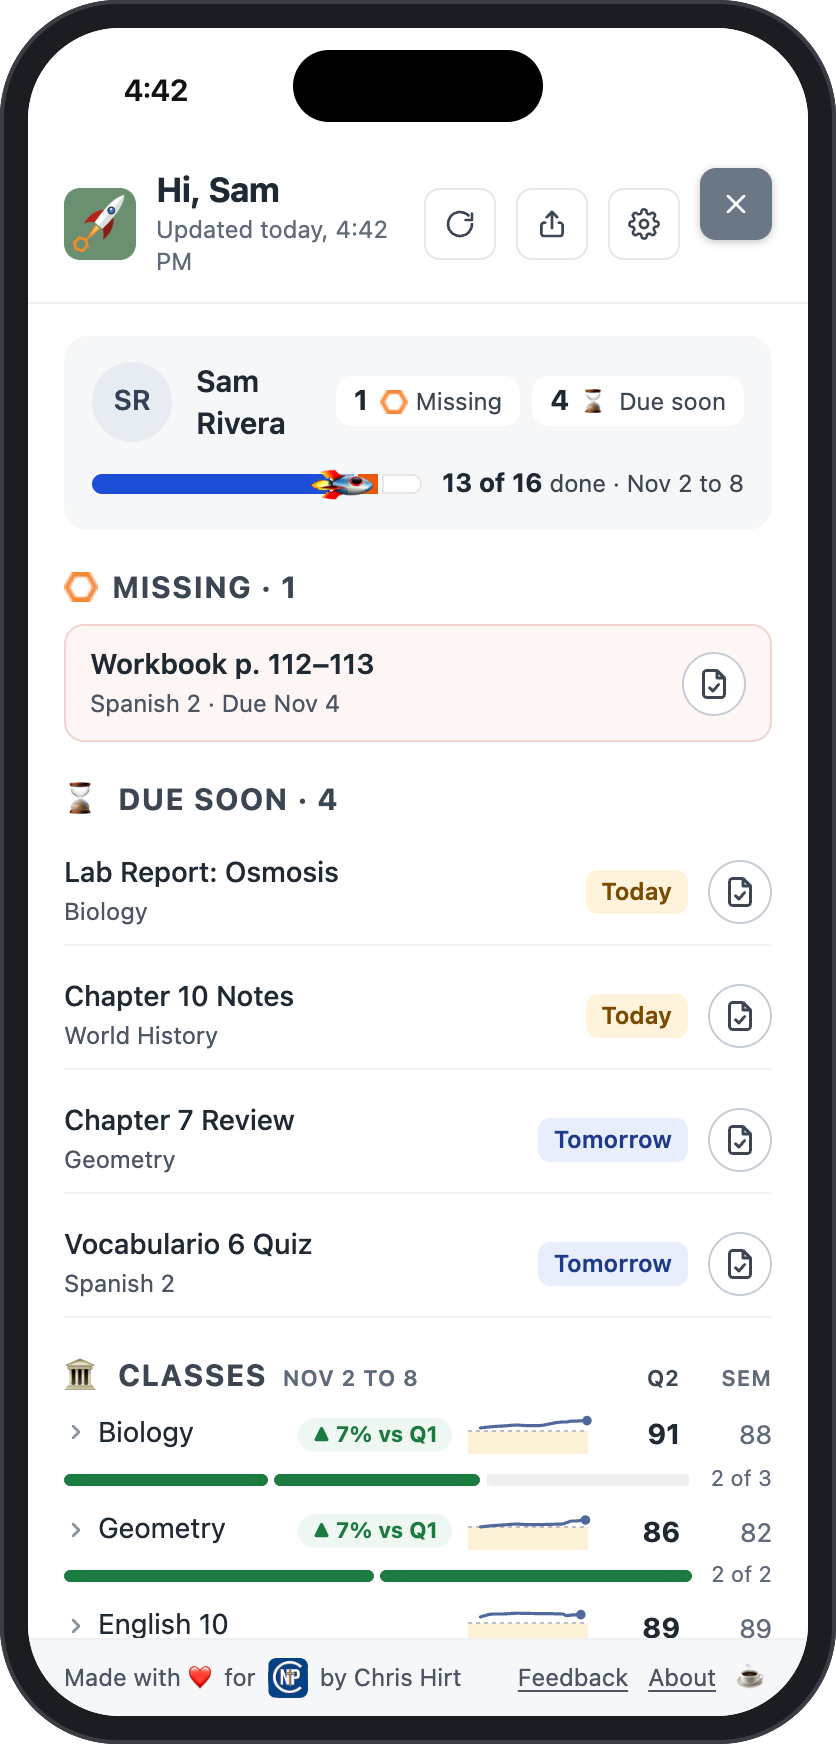 4:42
Hi, Sam
Updated today, 4:42
PM
SR
Sam
Rivera
1 Missing
4 Due soon
13 of 16 done · Nov 2 to 8
MISSING · 1
Workbook p. 112–113
Spanish 2 · Due Nov 4
DUE SOON · 4
Lab Report: Osmosis
Biology
Today
Chapter 10 Notes
World History
Today
Chapter 7 Review
Geometry
Tomorrow
Vocabulario 6 Quiz
Spanish 2
Tomorrow
CLASSES NOV 2 TO 8 Q2 SEM
Biology ▲ 7% vs Q1 91 88
2 of 3
Geometry ▲ 7% vs Q1 86 82
2 of 2
English 10 89 89
Made with ❤️ for NP by Chris Hirt Feedback About